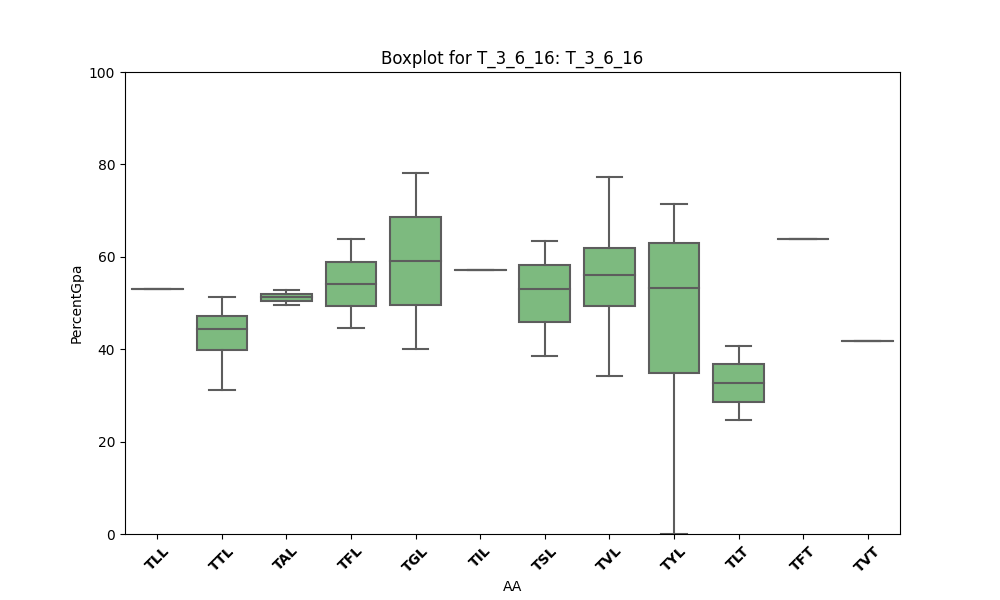 Boxplot for T_3_6_16: T_3_6_16
100
80
60
40
20
0
PercentGpa
TLL TTL TAL TFL TGL TIL TSL TVL TYL TLT TFT TVT
AA